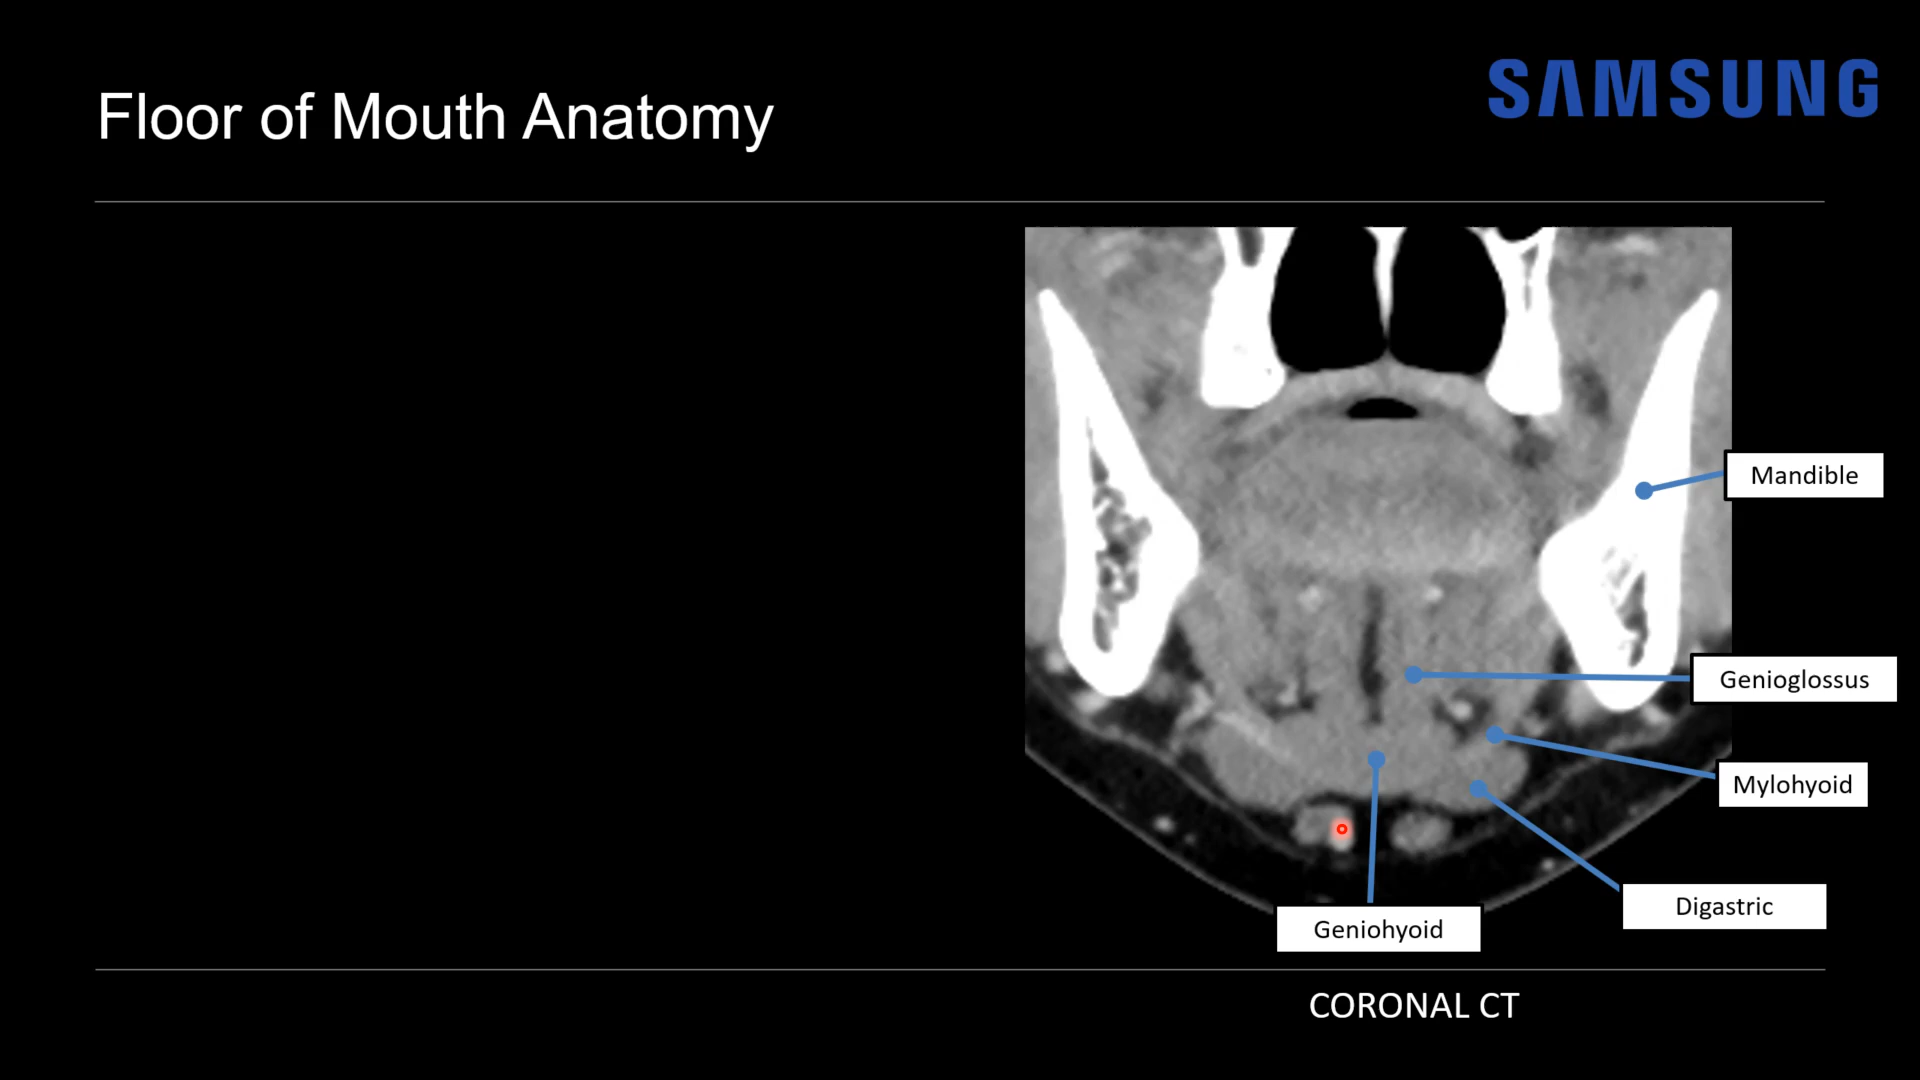 SAMSUNG
Floor of Mouth Anatomy
Mandible
Genioglossus
Mylohyoid
Digastric
Geniohyoid
CORONAL CT